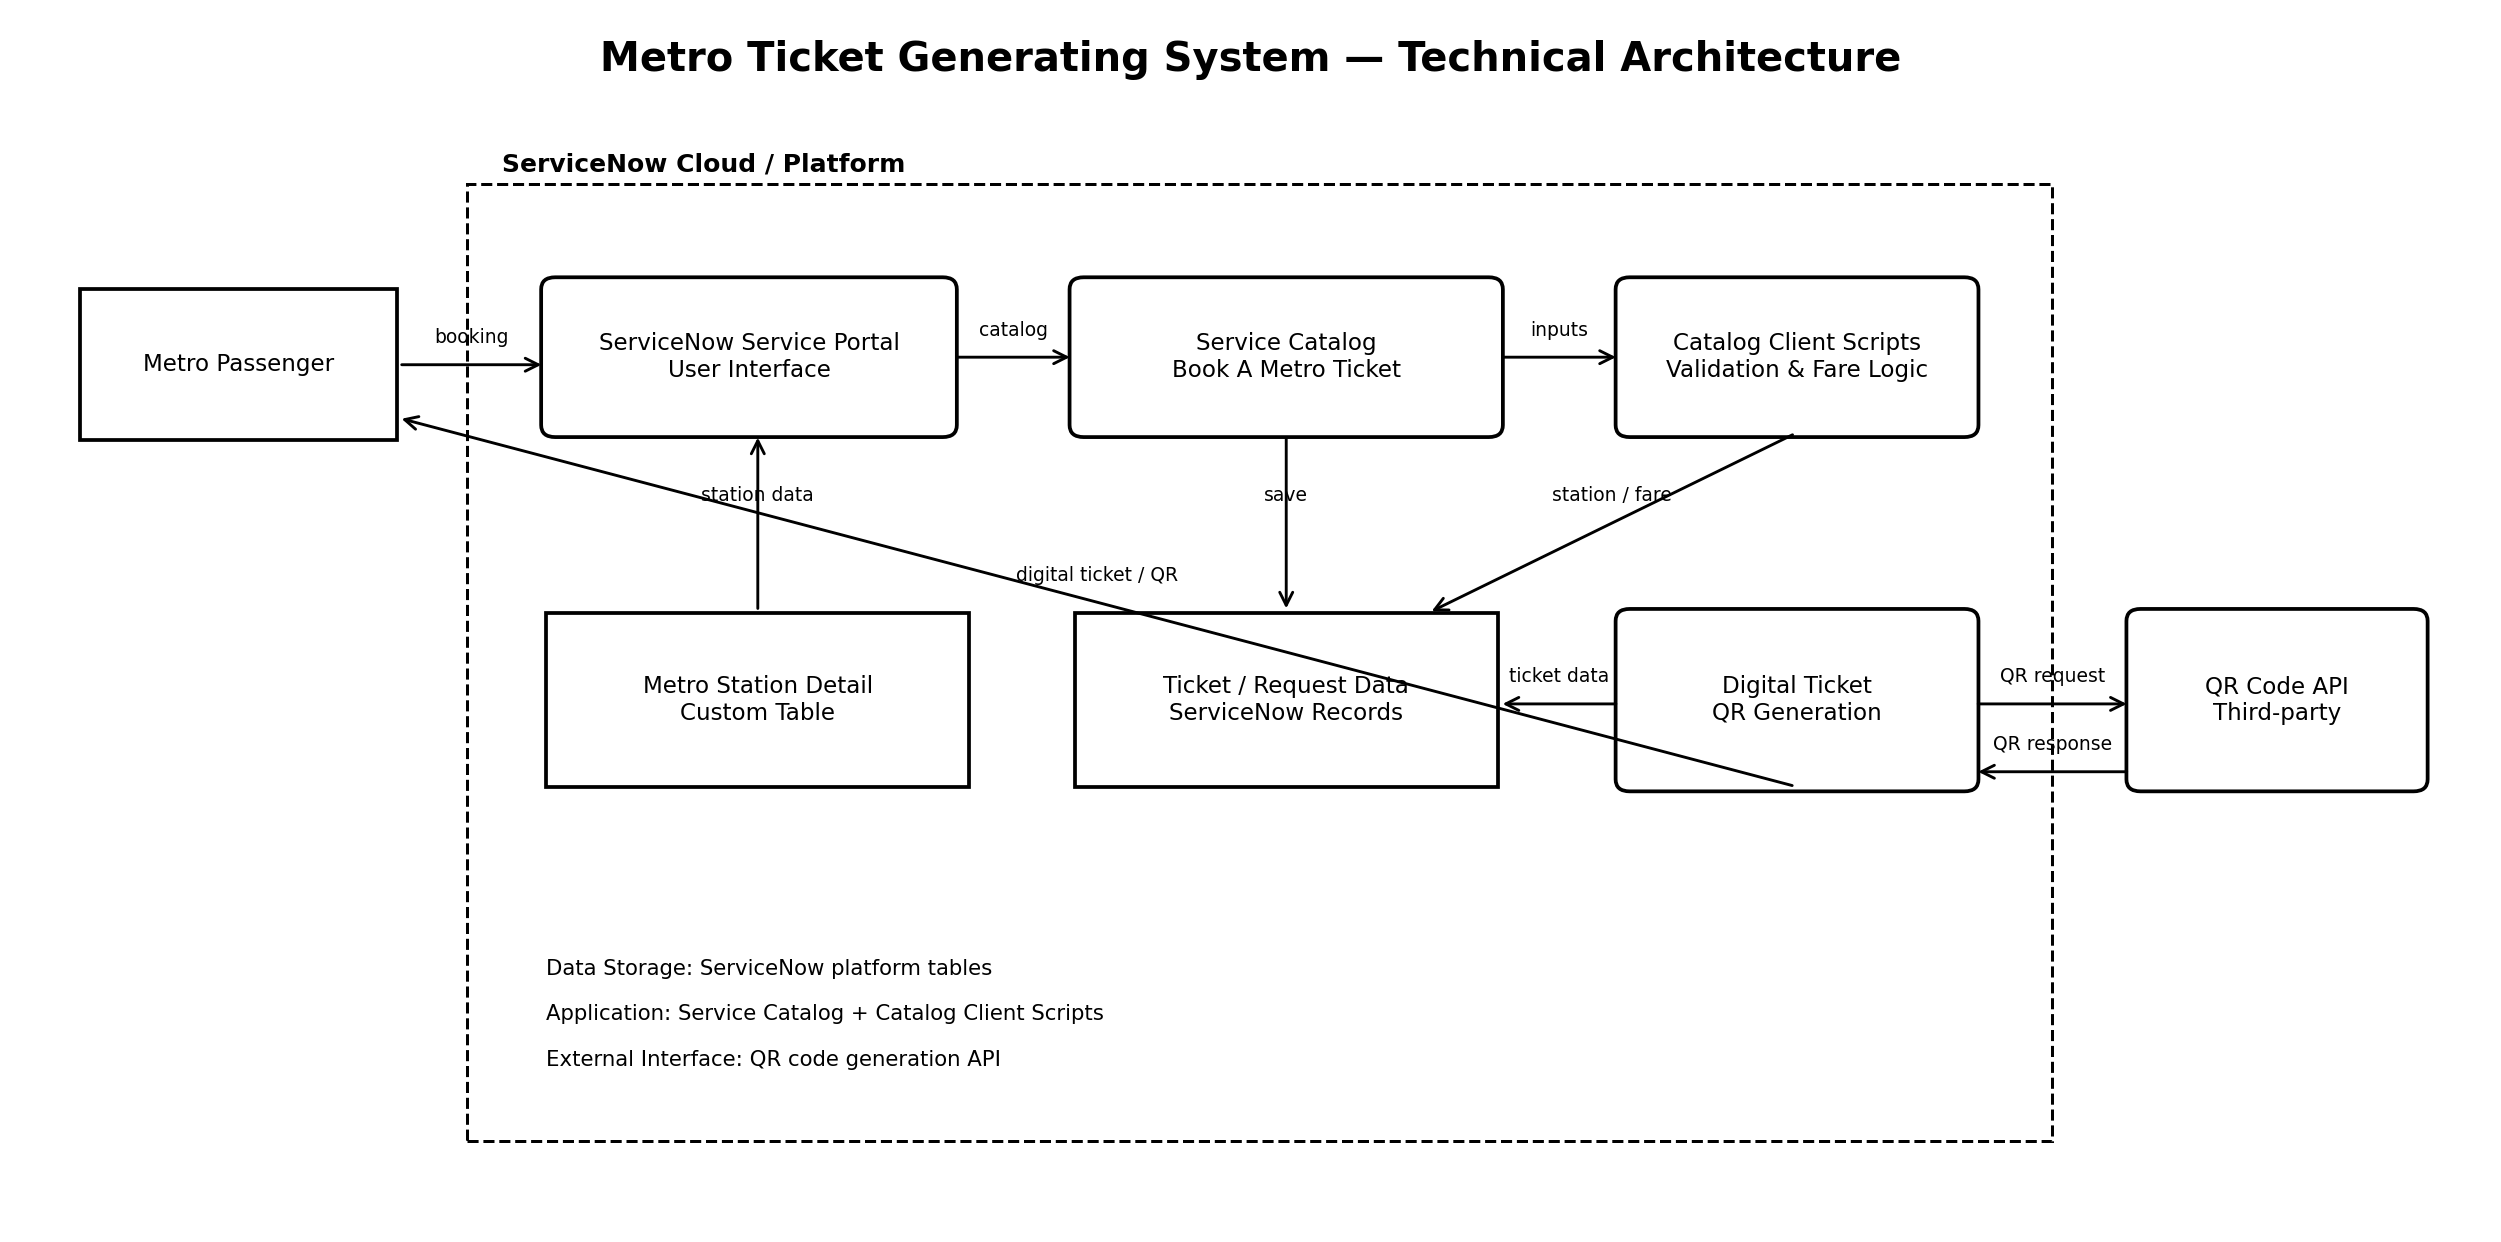 Metro Ticket Generating System — Technical Architecture
ServiceNow Cloud / Platform
Metro Passenger
booking
ServiceNow Service Portal
User Interface
catalog
Service Catalog
Book A Metro Ticket
inputs
Catalog Client Scripts
Validation & Fare Logic
station data
save
station / fare
digital ticket / QR
Metro Station Detail
Custom Table
Ticket / Request Data
ServiceNow Records
ticket data
Digital Ticket
QR Generation
QR request
QR response
QR Code API
Third-party
Data Storage: ServiceNow platform tables
Application: Service Catalog + Catalog Client Scripts
External Interface: QR code generation API